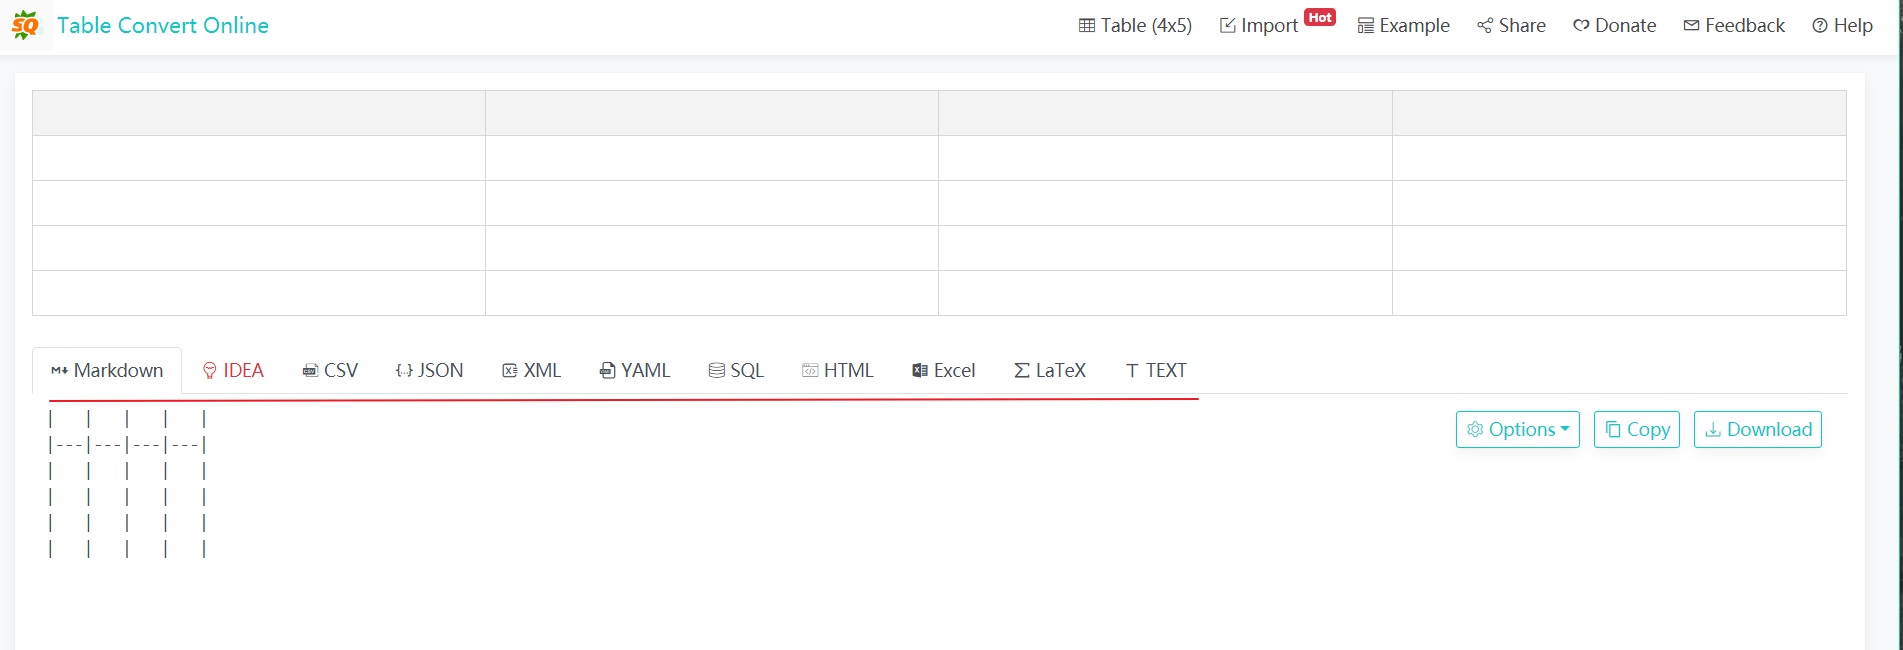 SQ Table Convert Online Table (4x5) Import Hot Example Share Donate Feedback Help
M↓ Markdown IDEA CSV {..} JSON XML YAML SQL HTML Excel Σ LaTeX T TEXT
|   |   |   |   |
|---|---|---|---|
|   |   |   |   |
|   |   |   |   |
|   |   |   |   |
|   |   |   |   |
Options Copy Download